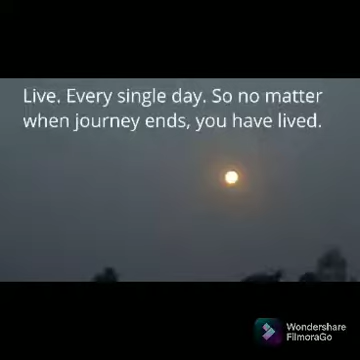 Live. Every single day. So no matter
when journey ends, you have lived.
Wondershare
FilmoraGo